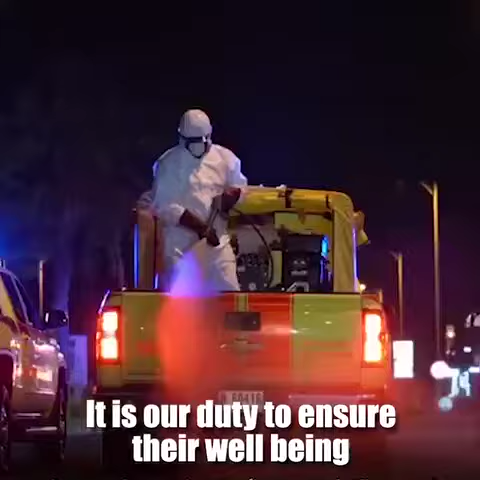 It is our duty to ensure
their well being